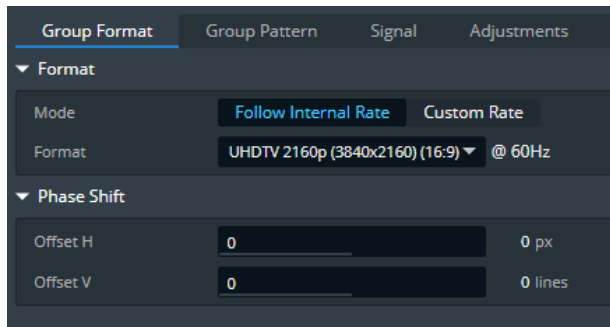 Group Format Group Pattern Signal Adjustments
Format
Mode Follow Internal Rate Custom Rate
Format UHDTV 2160p (3840x2160) (16:9) @ 60Hz
Phase Shift
Offset H 0 0 px
Offset V 0 0 lines